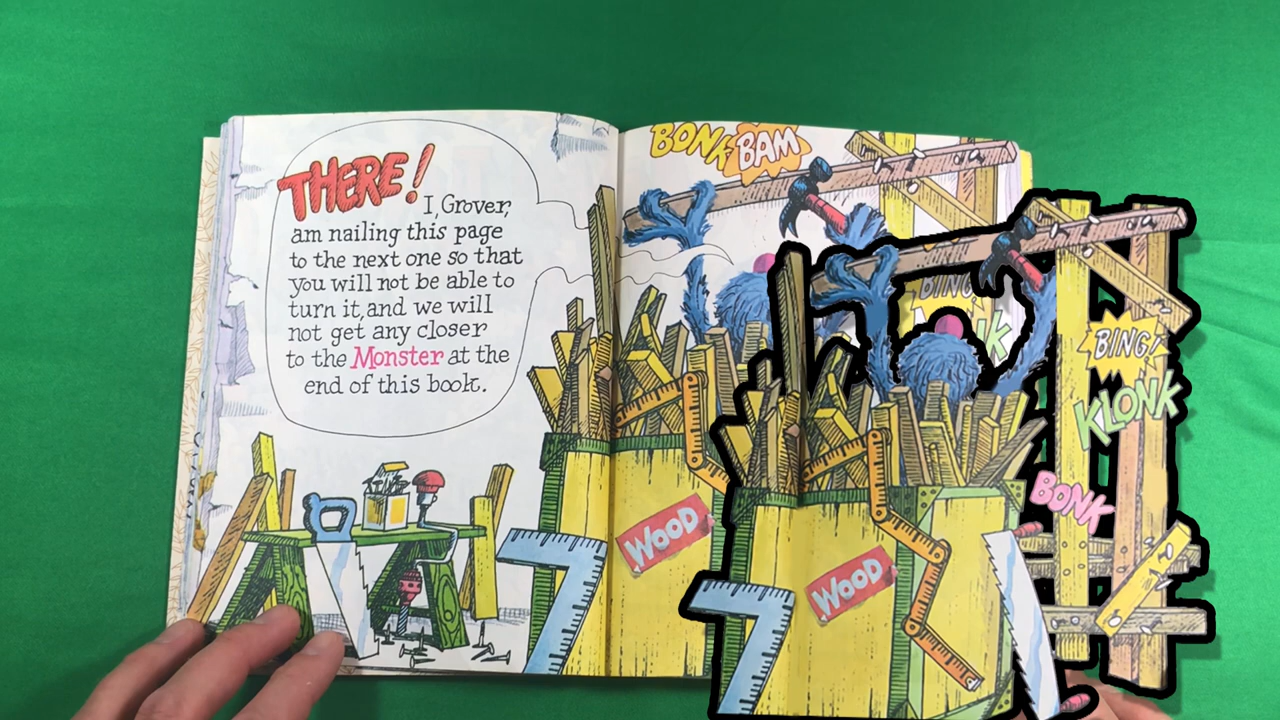 THERE!
I, Grover,
am nailing this page
to the next one so that
you will not be able to
turn it, and we will
not get any closer
to the Monster at the
end of this book.
BONK
BAM
BING!
BING!
KLONK
BONK
WOOD
WOOD